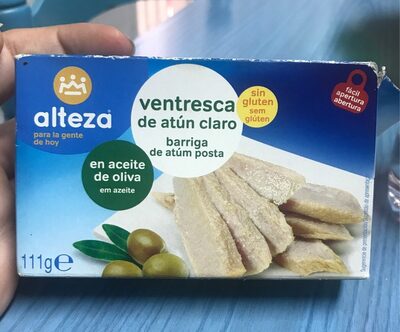 alteza
para la gente
de hoy
ventresca
de atún claro
barriga
de atúm posta
sin
gluten
sem
glúten
fácil
apertura
abertura
en aceite
de oliva
em azeite
111g e